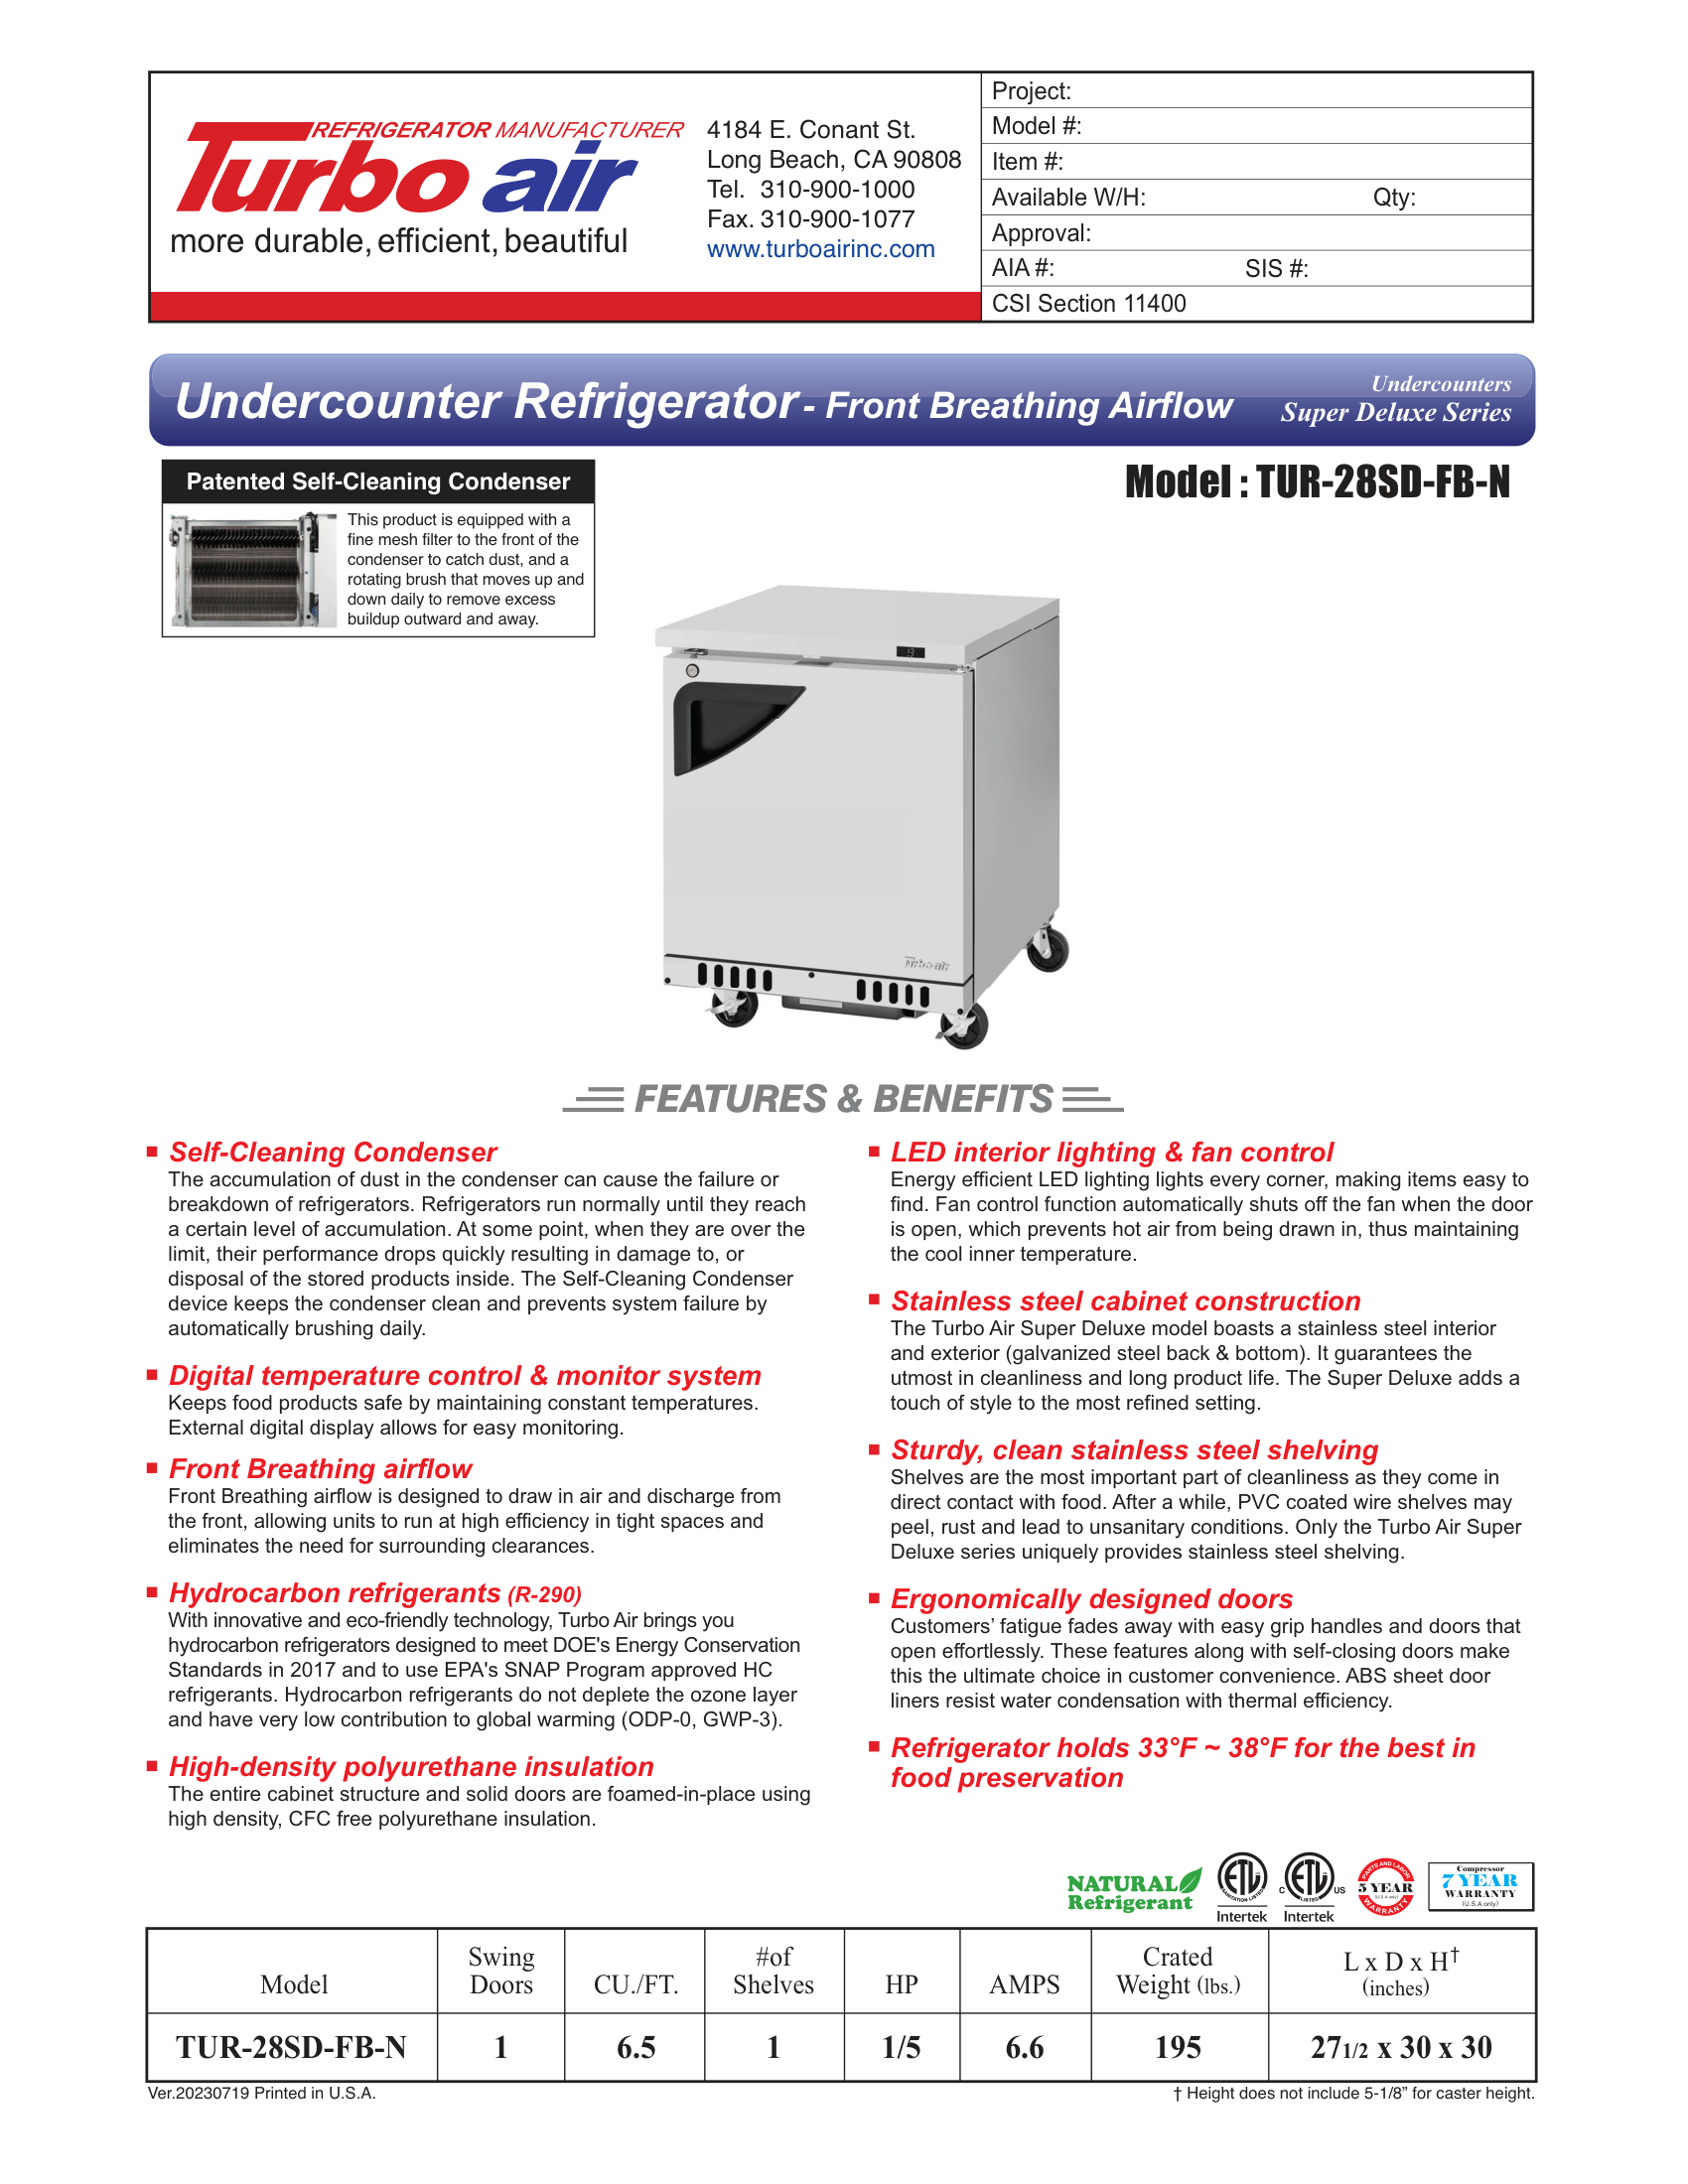 REFRIGERATOR MANUFACTURER
Turbo air
more durable, efficient, beautiful
4184 E. Conant St.
Long Beach, CA 90808
Tel. 310-900-1000
Fax. 310-900-1077
www.turboairinc.com
Project:
Model #:
Item #:
Available W/H: Qty:
Approval:
AIA #: SIS #:
CSI Section 11400
Undercounter Refrigerator - Front Breathing Airflow
Undercounters
Super Deluxe Series
Patented Self-Cleaning Condenser
This product is equipped with a
fine mesh filter to the front of the
condenser to catch dust, and a
rotating brush that moves up and
down daily to remove excess
buildup outward and away.
Model : TUR-28SD-FB-N
Turbo air
FEATURES & BENEFITS
Self-Cleaning Condenser
The accumulation of dust in the condenser can cause the failure or
breakdown of refrigerators. Refrigerators run normally until they reach
a certain level of accumulation. At some point, when they are over the
limit, their performance drops quickly resulting in damage to, or
disposal of the stored products inside. The Self-Cleaning Condenser
device keeps the condenser clean and prevents system failure by
automatically brushing daily.
Digital temperature control & monitor system
Keeps food products safe by maintaining constant temperatures.
External digital display allows for easy monitoring.
Front Breathing airflow
Front Breathing airflow is designed to draw in air and discharge from
the front, allowing units to run at high efficiency in tight spaces and
eliminates the need for surrounding clearances.
Hydrocarbon refrigerants (R-290)
With innovative and eco-friendly technology, Turbo Air brings you
hydrocarbon refrigerators designed to meet DOE's Energy Conservation
Standards in 2017 and to use EPA's SNAP Program approved HC
refrigerants. Hydrocarbon refrigerants do not deplete the ozone layer
and have very low contribution to global warming (ODP-0, GWP-3).
High-density polyurethane insulation
The entire cabinet structure and solid doors are foamed-in-place using
high density, CFC free polyurethane insulation.
LED interior lighting & fan control
Energy efficient LED lighting lights every corner, making items easy to
find. Fan control function automatically shuts off the fan when the door
is open, which prevents hot air from being drawn in, thus maintaining
the cool inner temperature.
Stainless steel cabinet construction
The Turbo Air Super Deluxe model boasts a stainless steel interior
and exterior (galvanized steel back & bottom). It guarantees the
utmost in cleanliness and long product life. The Super Deluxe adds a
touch of style to the most refined setting.
Sturdy, clean stainless steel shelving
Shelves are the most important part of cleanliness as they come in
direct contact with food. After a while, PVC coated wire shelves may
peel, rust and lead to unsanitary conditions. Only the Turbo Air Super
Deluxe series uniquely provides stainless steel shelving.
Ergonomically designed doors
Customers’ fatigue fades away with easy grip handles and doors that
open effortlessly. These features along with self-closing doors make
this the ultimate choice in customer convenience. ABS sheet door
liners resist water condensation with thermal efficiency.
Refrigerator holds 33°F ~ 38°F for the best in
food preservation
NATURAL
Refrigerant
ETL
SANITATION LISTED
Intertek
C ETL US
LISTED
Intertek
PARTS AND LABOR
5 YEAR
(U.S.A only)
WARRANTY
Compressor
7 YEAR
WARRANTY
(U.S.A only)
Model Swing Doors CU./FT. #of Shelves HP AMPS Crated Weight (lbs.) L x D x H† (inches)
TUR-28SD-FB-N 1 6.5 1 1/5 6.6 195 27 1/2 x 30 x 30
Ver.20230719 Printed in U.S.A.
† Height does not include 5-1/8” for caster height.